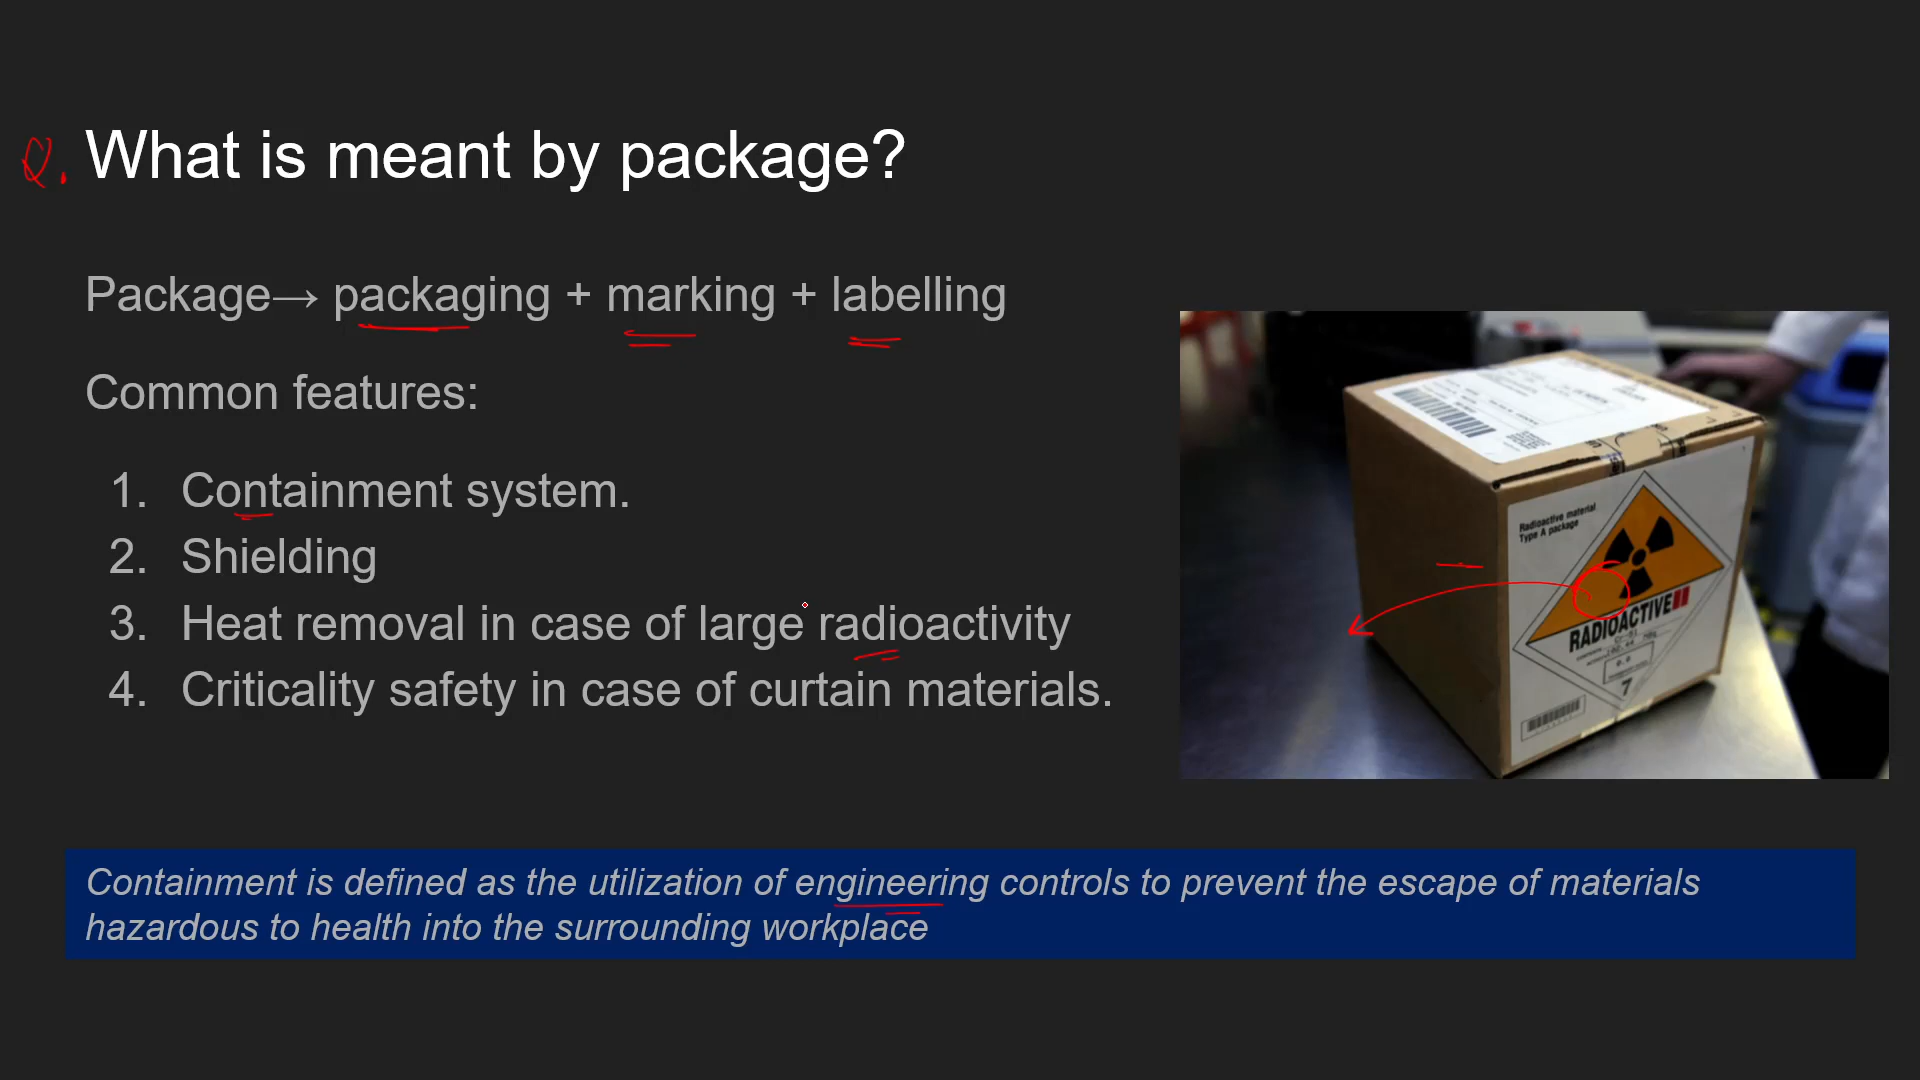 Q. What is meant by package?
Package→ packaging + marking + labelling
Common features:
1. Containment system.
2. Shielding
3. Heat removal in case of large radioactivity
4. Criticality safety in case of curtain materials.
Radioactive material
Type A package
RADIOACTIVE II
7
Containment is defined as the utilization of engineering controls to prevent the escape of materials
hazardous to health into the surrounding workplace